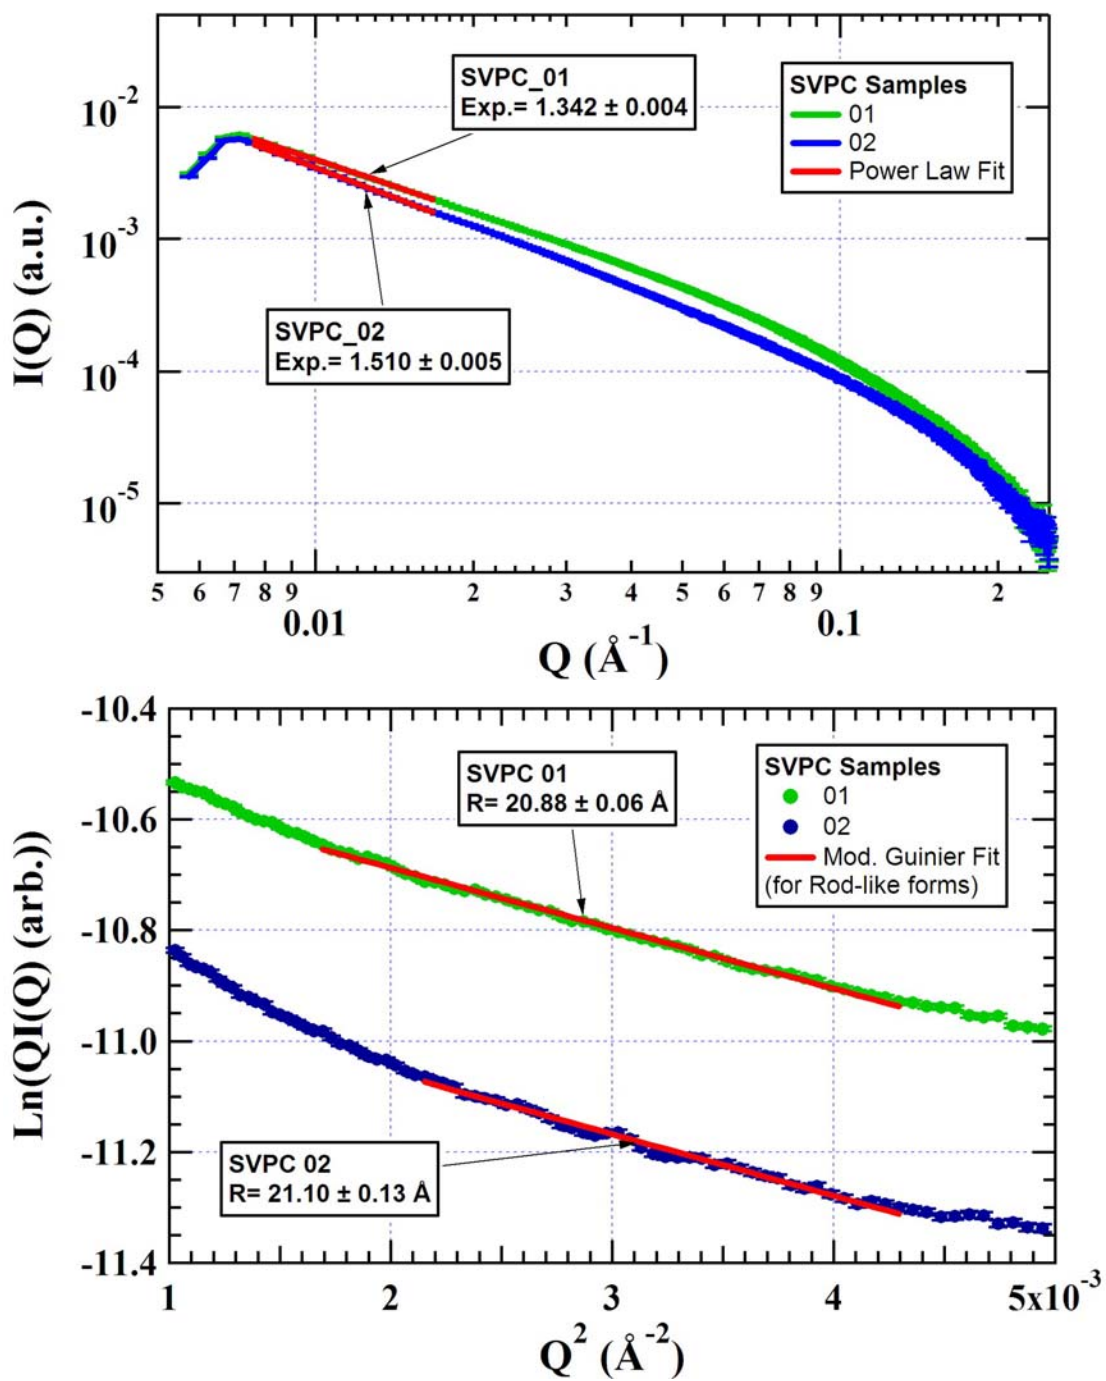 SVPC_01
Exp.= 1.342 ± 0.004
SVPC Samples
01
02
Power Law Fit
SVPC_02
Exp.= 1.510 ± 0.005
I(Q) (a.u.)
10⁻²
10⁻³
10⁻⁴
10⁻⁵
5 6 7 8 9 2 3 4 5 6 7 8 9 2
0.01 0.1
Q (Å⁻¹)
-10.4
-10.6
-10.8
-11.0
-11.2
-11.4
Ln(QI(Q) (arb.))
SVPC 01
R= 20.88 ± 0.06 Å
SVPC Samples
01
02
Mod. Guinier Fit
(for Rod-like forms)
SVPC 02
R= 21.10 ± 0.13 Å
1 2 3 4 5x10⁻³
Q² (Å⁻²)